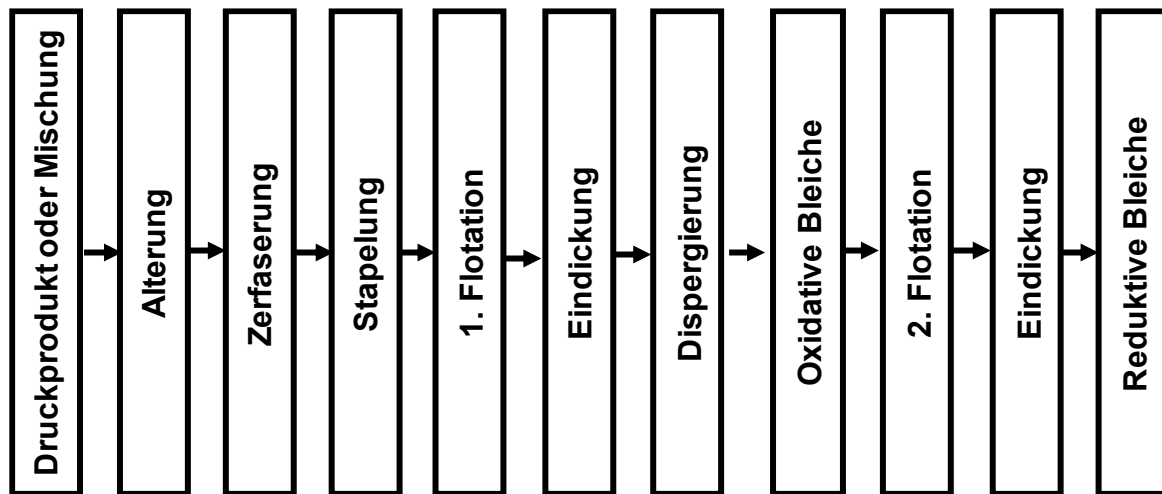 Druckprodukt oder Mischung
Alterung
Zerfaserung
Stapelung
1. Flotation
Eindickung
Dispergierung
Oxidative Bleiche
2. Flotation
Eindickung
Reduktive Bleiche